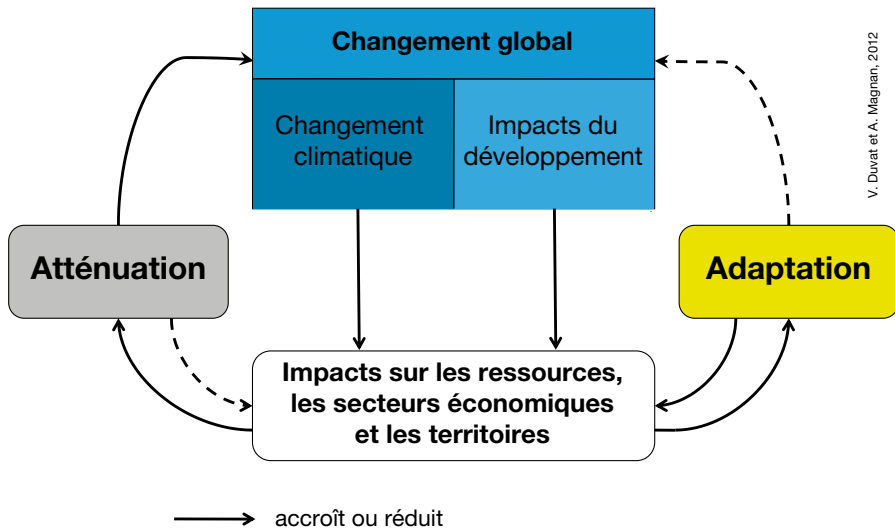 Changement global
Changement
climatique
Impacts du
développement
V. Duvat et A. Magnan, 2012
Atténuation
Adaptation
Impacts sur les ressources,
les secteurs économiques
et les territoires
accroît ou réduit